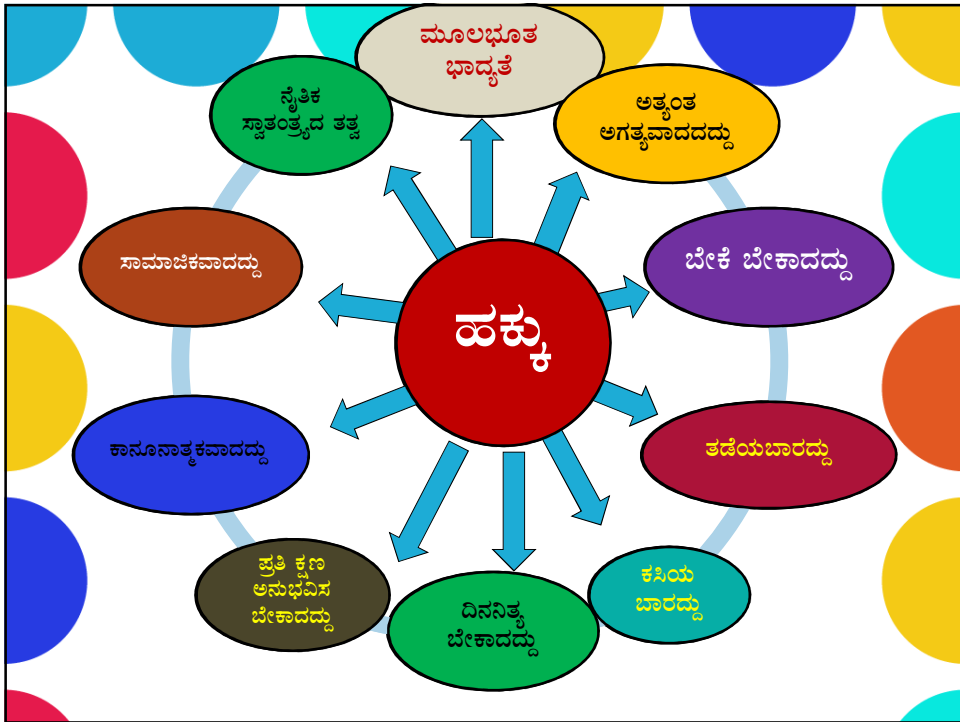 ಮೂಲಭೂತ
ಭಾದ್ಯತೆ
ಅತ್ಯಂತ
ಅಗತ್ಯವಾದದದ್ದು
ಬೇಕೆ ಬೇಕಾದದ್ದು
ತಡೆಯಬಾರದ್ದು
ಕಸಿಯ
ಬಾರದ್ದು
ದಿನನಿತ್ಯ
ಬೇಕಾದದ್ದು
ಪ್ರತಿ ಕ್ಷಣ
ಅನುಭವಿಸ
ಬೇಕಾದದ್ದು
ಕಾನೂನಾತ್ಮಕವಾದದ್ದು
ಸಾಮಾಜಿಕವಾದದ್ದು
ನೈತಿಕ
ಸ್ವಾತಂತ್ರ್ಯದ ತತ್ವ
ಹಕ್ಕು